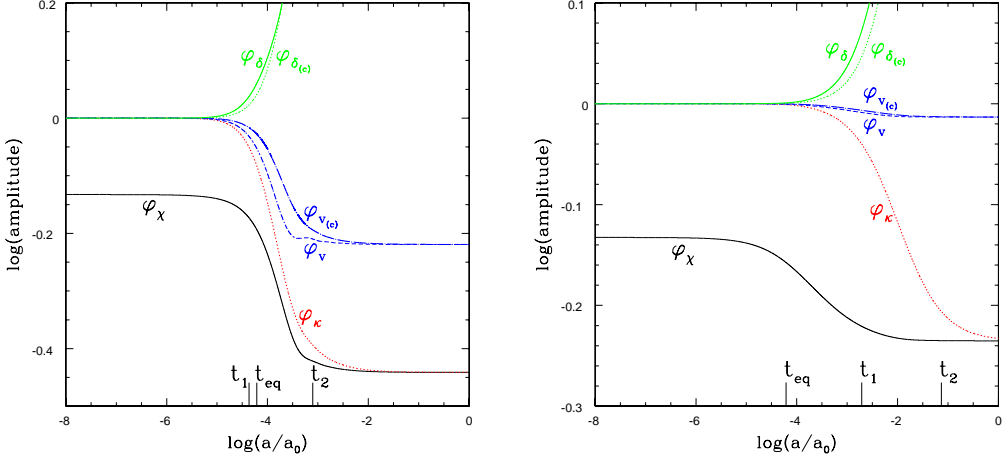 0.2
0
-0.2
-0.4
log(amplitude)
φδ
φδ(c)
φχ
φv(c)
φv
φκ
t1
teq
t2
-8
-6
-4
-2
0
log(a/a0)
0.1
0
-0.1
-0.2
-0.3
log(amplitude)
φδ
φδ(c)
φv(c)
φv
φκ
φχ
teq
t1
t2
-8
-6
-4
-2
0
log(a/a0)